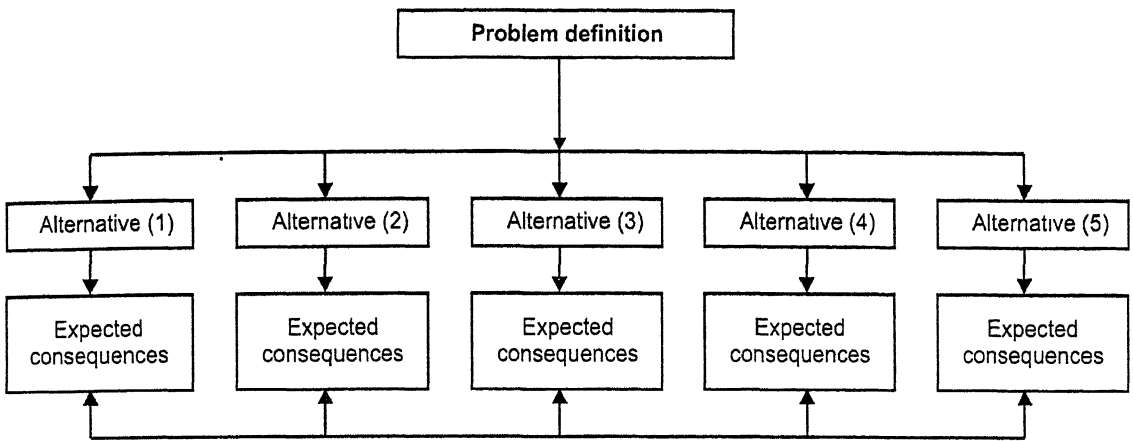 Problem definition
Alternative (1)
Alternative (2)
Alternative (3)
Alternative (4)
Alternative (5)
Expected
consequences
Expected
consequences
Expected
consequences
Expected
consequences
Expected
consequences